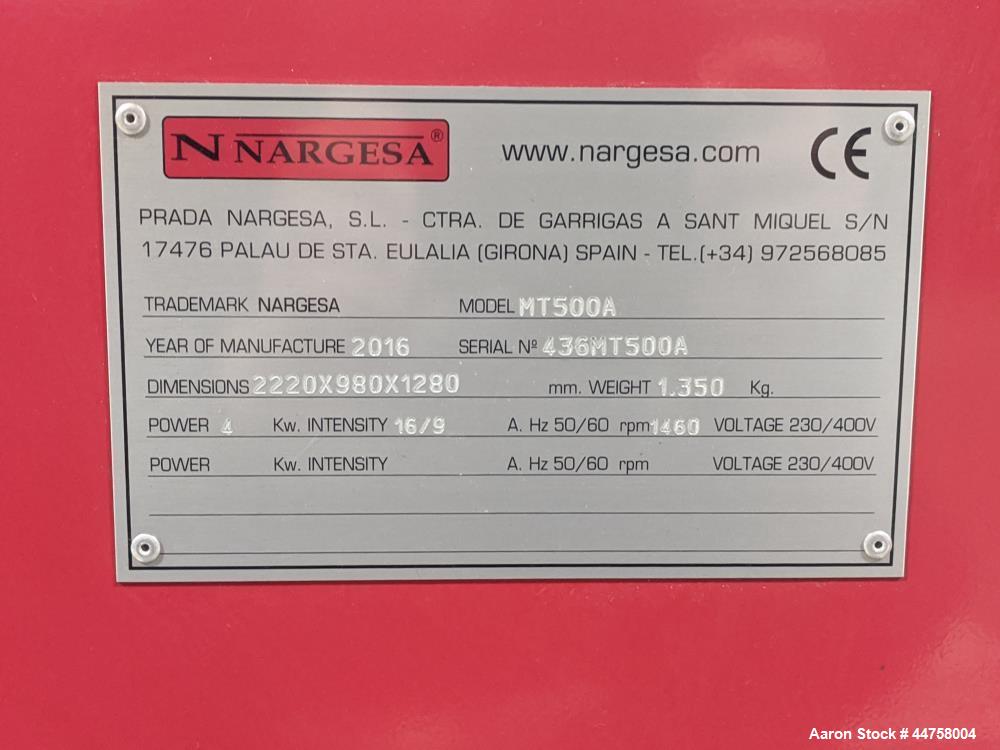 N NARGESA® www.nargesa.com CE
PRADA NARGESA, S.L. - CTRA. DE GARRIGAS A SANT MIQUEL S/N
17476 PALAU DE STA. EULALIA (GIRONA) SPAIN - TEL.(+34) 972568085
TRADEMARK NARGESA MODEL MT500A
YEAR OF MANUFACTURE 2016 SERIAL Nº 436MT500A
DIMENSIONS 2220X980X1280 mm. WEIGHT 1.350 Kg.
POWER 4 Kw. INTENSITY 16/9 A. Hz 50/60 rpm 1460 VOLTAGE 230/400V
POWER Kw. INTENSITY A. Hz 50/60 rpm VOLTAGE 230/400V
Aaron Stock # 44758004